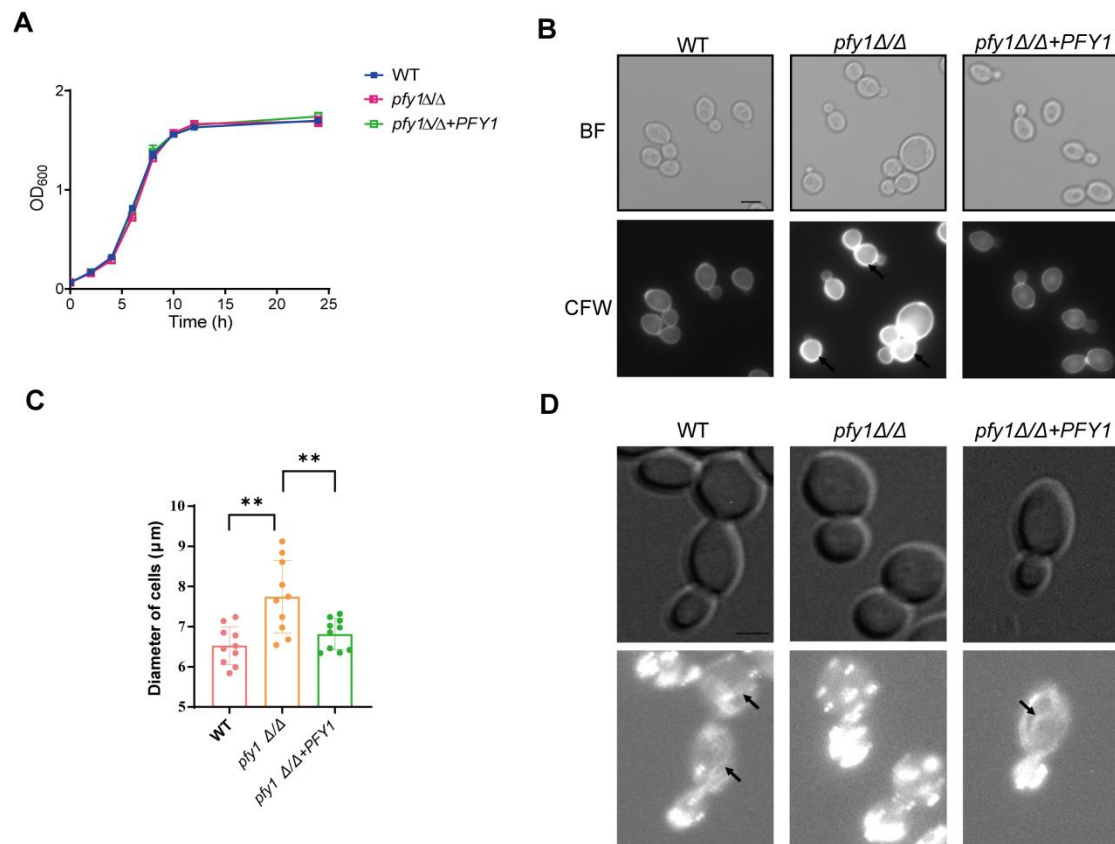 A
WT
pfy1Δ/Δ
pfy1Δ/Δ+PFY1
2
1
0
OD600
0 5 10 15 20 25
Time (h)
B
WT pfy1Δ/Δ pfy1Δ/Δ+PFY1
BF
CFW
C
**
**
10
9
8
7
6
5
Diameter of cells (μm)
WT
pfy1 Δ/Δ
pfy1 Δ/Δ+PFY1
D
WT pfy1Δ/Δ pfy1Δ/Δ+PFY1